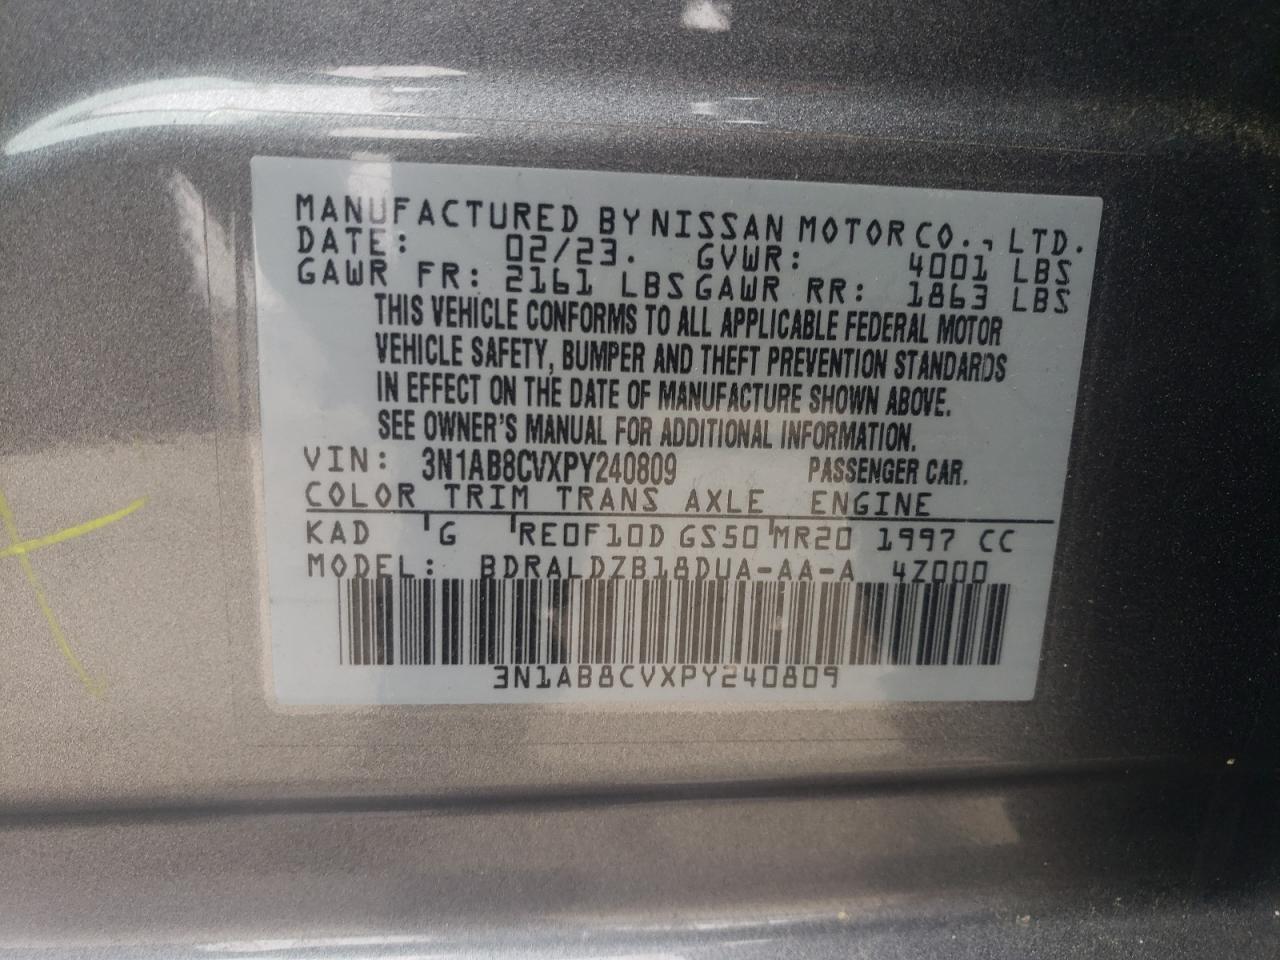 MANUFACTURED BY NISSAN MOTOR CO., LTD.
DATE: 02/23. GVWR: 4001 LBS
GAWR FR: 2161 LBS GAWR RR: 1863 LBS
THIS VEHICLE CONFORMS TO ALL APPLICABLE FEDERAL MOTOR
VEHICLE SAFETY, BUMPER AND THEFT PREVENTION STANDARDS
IN EFFECT ON THE DATE OF MANUFACTURE SHOWN ABOVE.
SEE OWNER'S MANUAL FOR ADDITIONAL INFORMATION.
VIN: 3N1AB8CVXPY240809 PASSENGER CAR.
COLOR TRIM TRANS AXLE ENGINE
KAD G RE0F10D GS50 MR20 1997 CC
MODEL: BDRALDZB18DUA-AA-A 4Z000
3N1AB8CVXPY240809